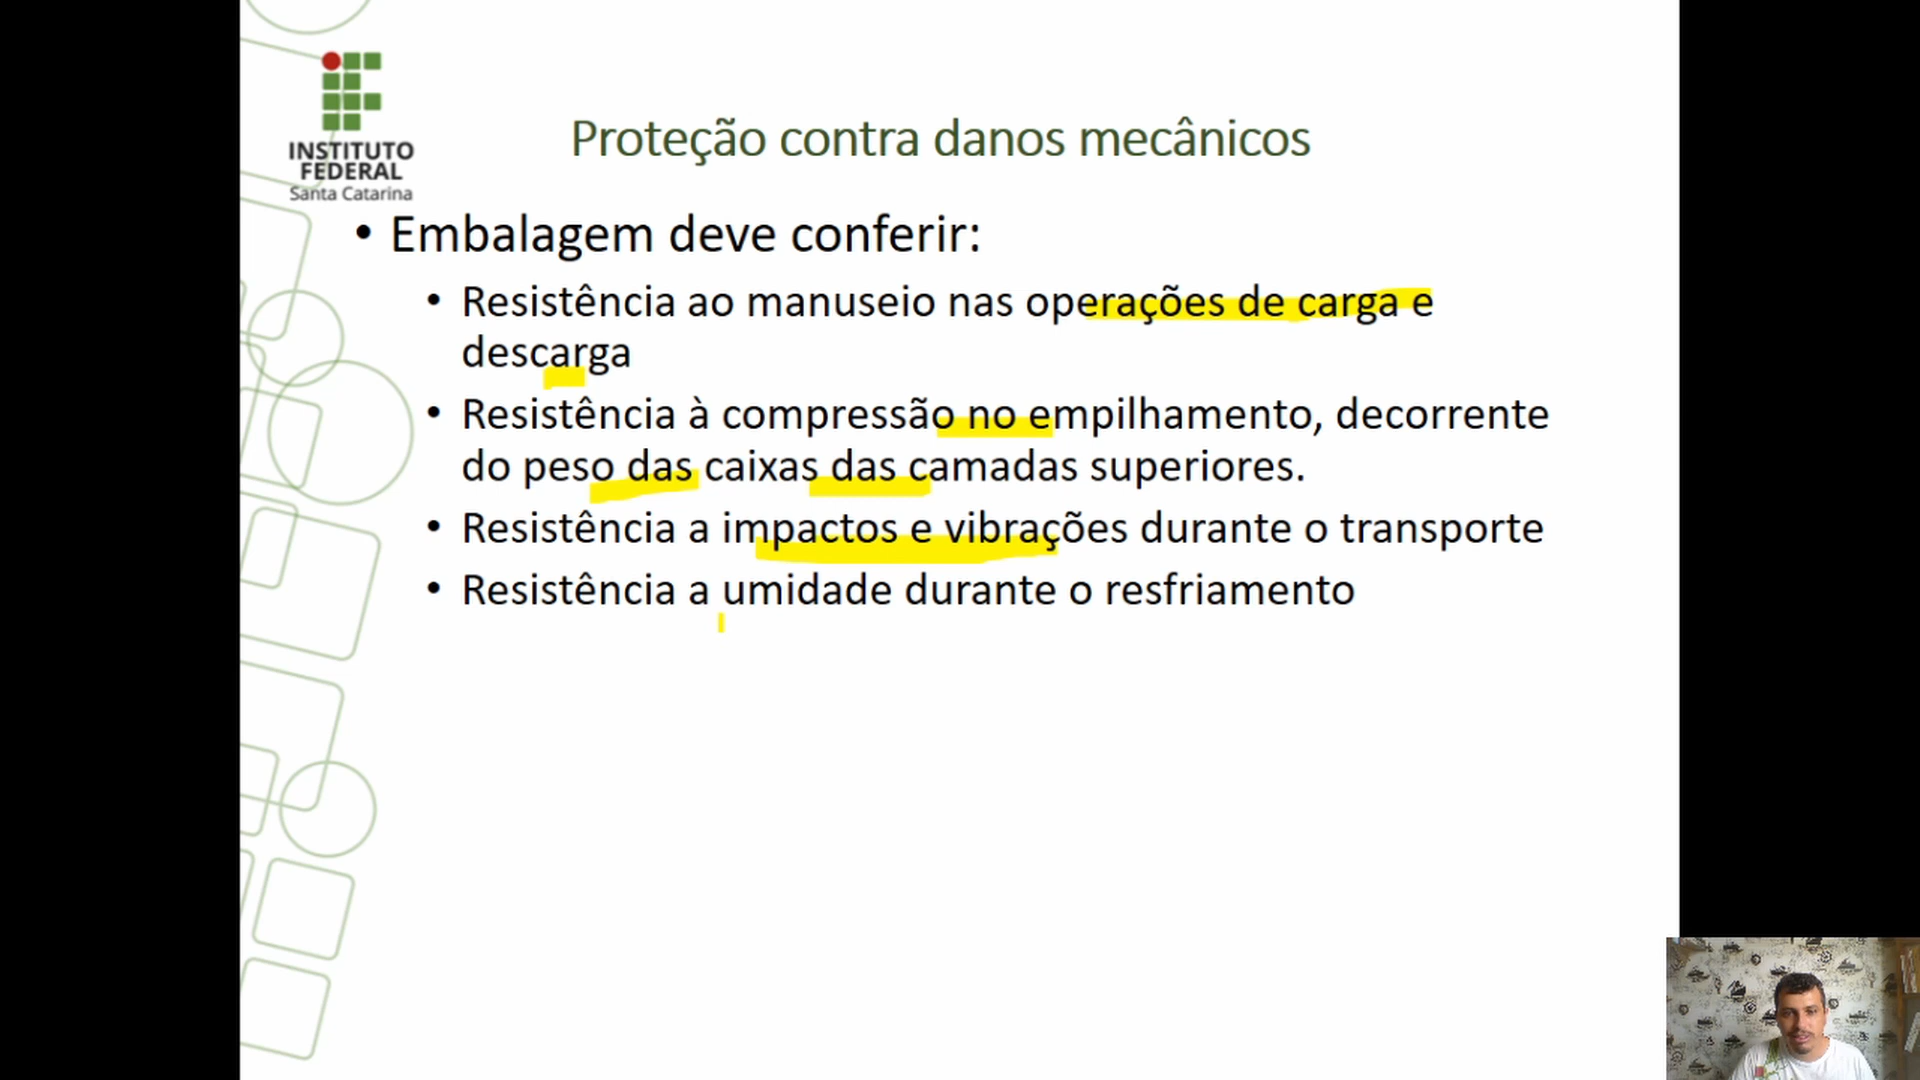 INSTITUTO
FEDERAL
Santa Catarina
Proteção contra danos mecânicos
• Embalagem deve conferir:
• Resistência ao manuseio nas operações de carga e
descarga
• Resistência à compressão no empilhamento, decorrente
do peso das caixas das camadas superiores.
• Resistência a impactos e vibrações durante o transporte
• Resistência a umidade durante o resfriamento